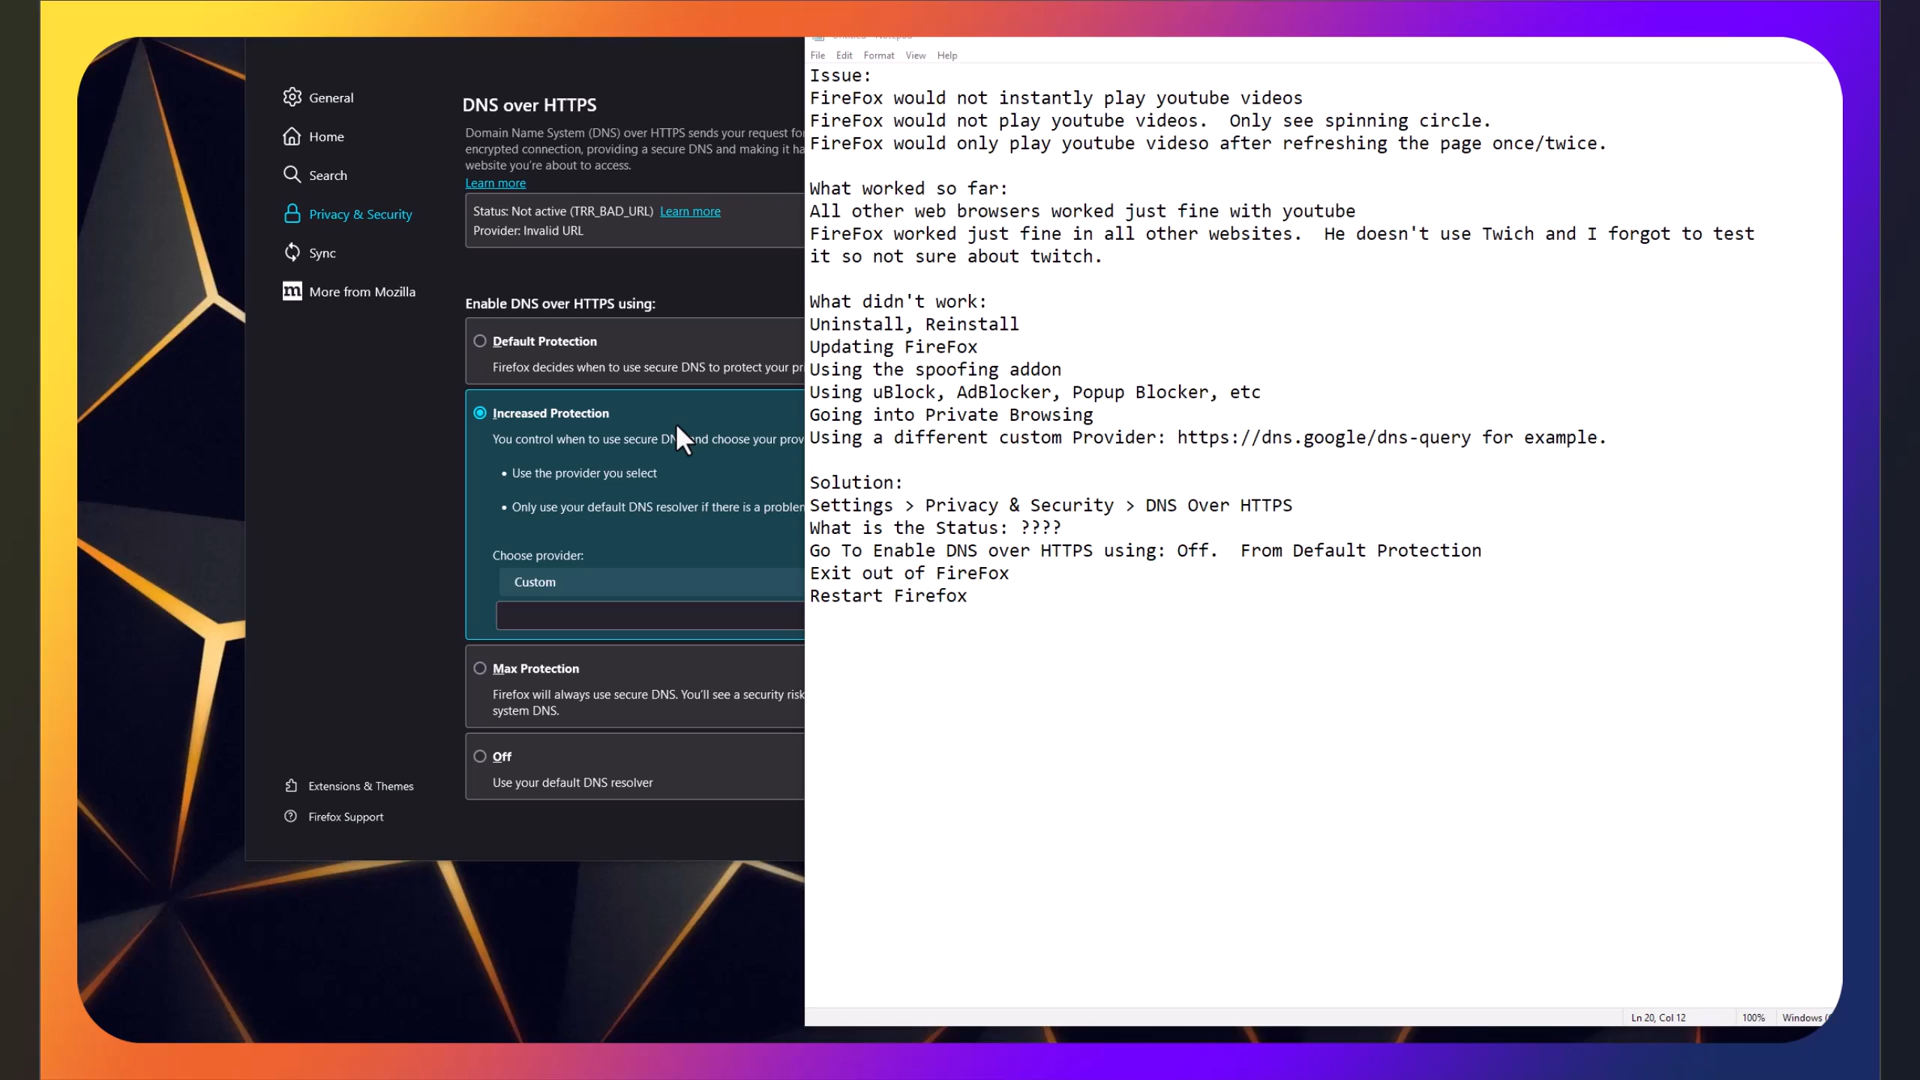 General
Home
Search
Privacy & Security
Sync
More from Mozilla
Extensions & Themes
Firefox Support
DNS over HTTPS
Domain Name System (DNS) over HTTPS sends your request for
encrypted connection, providing a secure DNS and making it ha
website you're about to access.
Learn more
Status: Not active (TRR_BAD_URL) Learn more
Provider: Invalid URL
Enable DNS over HTTPS using:
Default Protection
Firefox decides when to use secure DNS to protect your pr
Increased Protection
You control when to use secure DN and choose your prov
• Use the provider you select
• Only use your default DNS resolver if there is a problem
Choose provider:
Custom
Max Protection
Firefox will always use secure DNS. You'll see a security risk
system DNS.
Off
Use your default DNS resolver
File Edit Format View Help
Issue:
FireFox would not instantly play youtube videos
FireFox would not play youtube videos. Only see spinning circle.
FireFox would only play youtube videso after refreshing the page once/twice.
What worked so far:
All other web browsers worked just fine with youtube
FireFox worked just fine in all other websites. He doesn't use Twich and I forgot to test
it so not sure about twitch.
What didn't work:
Uninstall, Reinstall
Updating FireFox
Using the spoofing addon
Using uBlock, AdBlocker, Popup Blocker, etc
Going into Private Browsing
Using a different custom Provider: https://dns.google/dns-query for example.
Solution:
Settings > Privacy & Security > DNS Over HTTPS
What is the Status: ????
Go To Enable DNS over HTTPS using: Off. From Default Protection
Exit out of FireFox
Restart Firefox
Ln 20, Col 12 100% Windows (